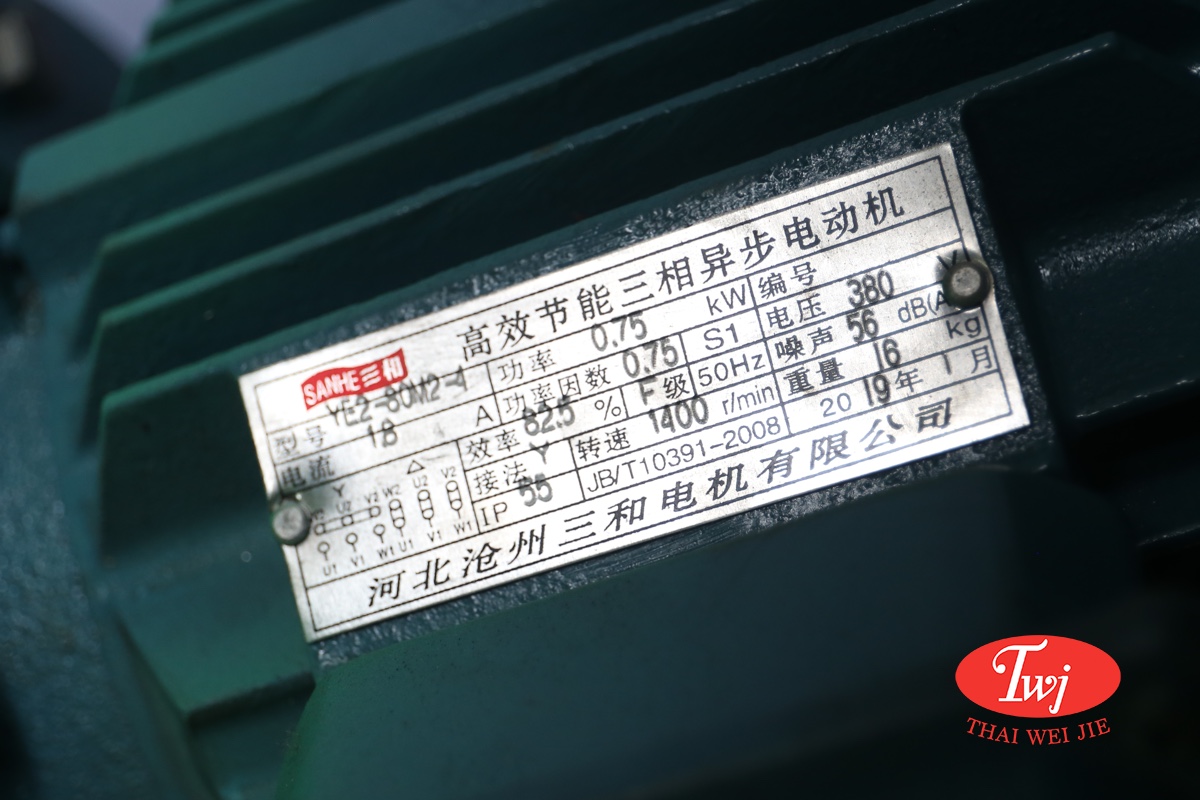 SANHE三和
高效节能三相异步电动机
型号 YE2-80M2-4 功率 0.75 kW 编号
电流 1.8 A 功率因数 0.75 S1 电压 380 V
效率 82.5 % F 级 50Hz 噪声 56 dB(A
接法 Y 转速 1400 r/min 重量 16 kg
IP 55 JB/T10391-2008 2019年 1 月
Y △
U2 V2 W2 U2 V2
U1 V1 W1 U1 V1 W1
河北沧州三和电机有限公司
Twj
THAI WEI JIE